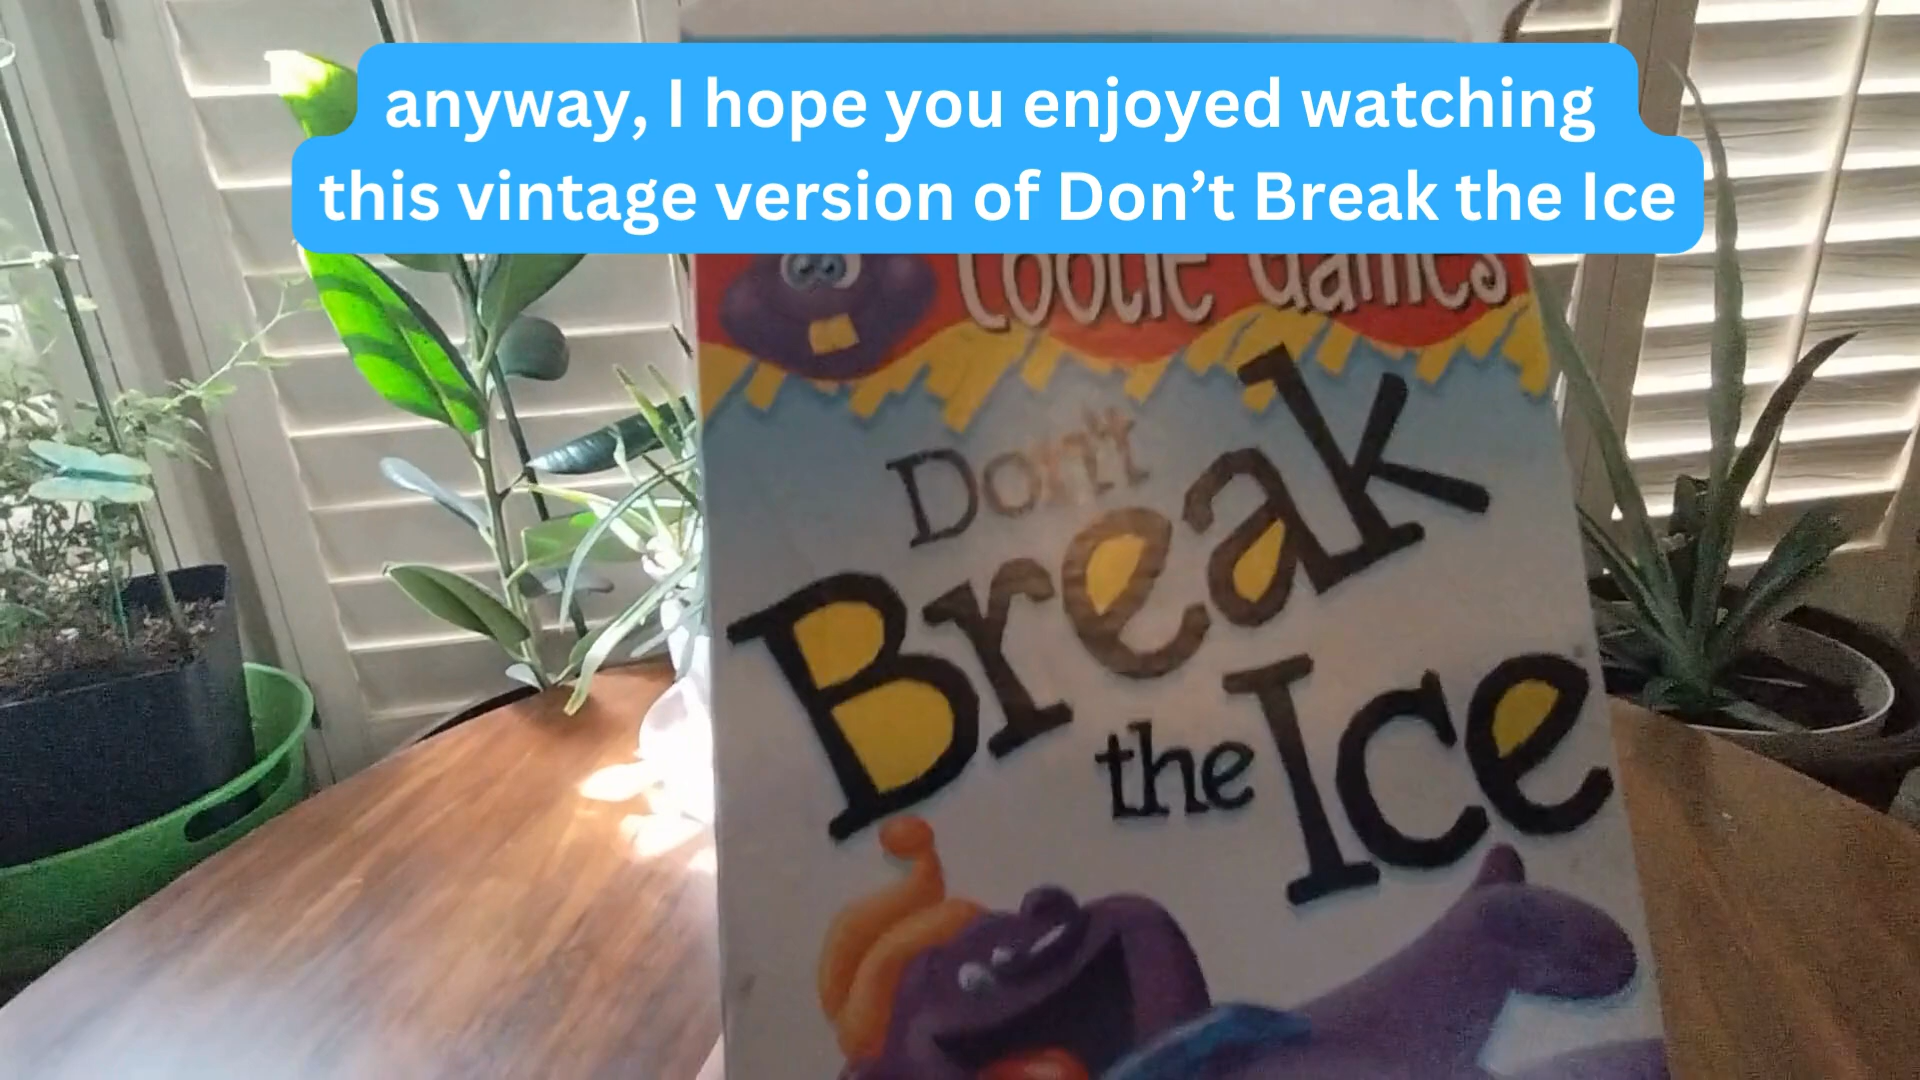 anyway, I hope you enjoyed watching
this vintage version of Don’t Break the Ice
Cootie Games
Don't
Break
the Ice